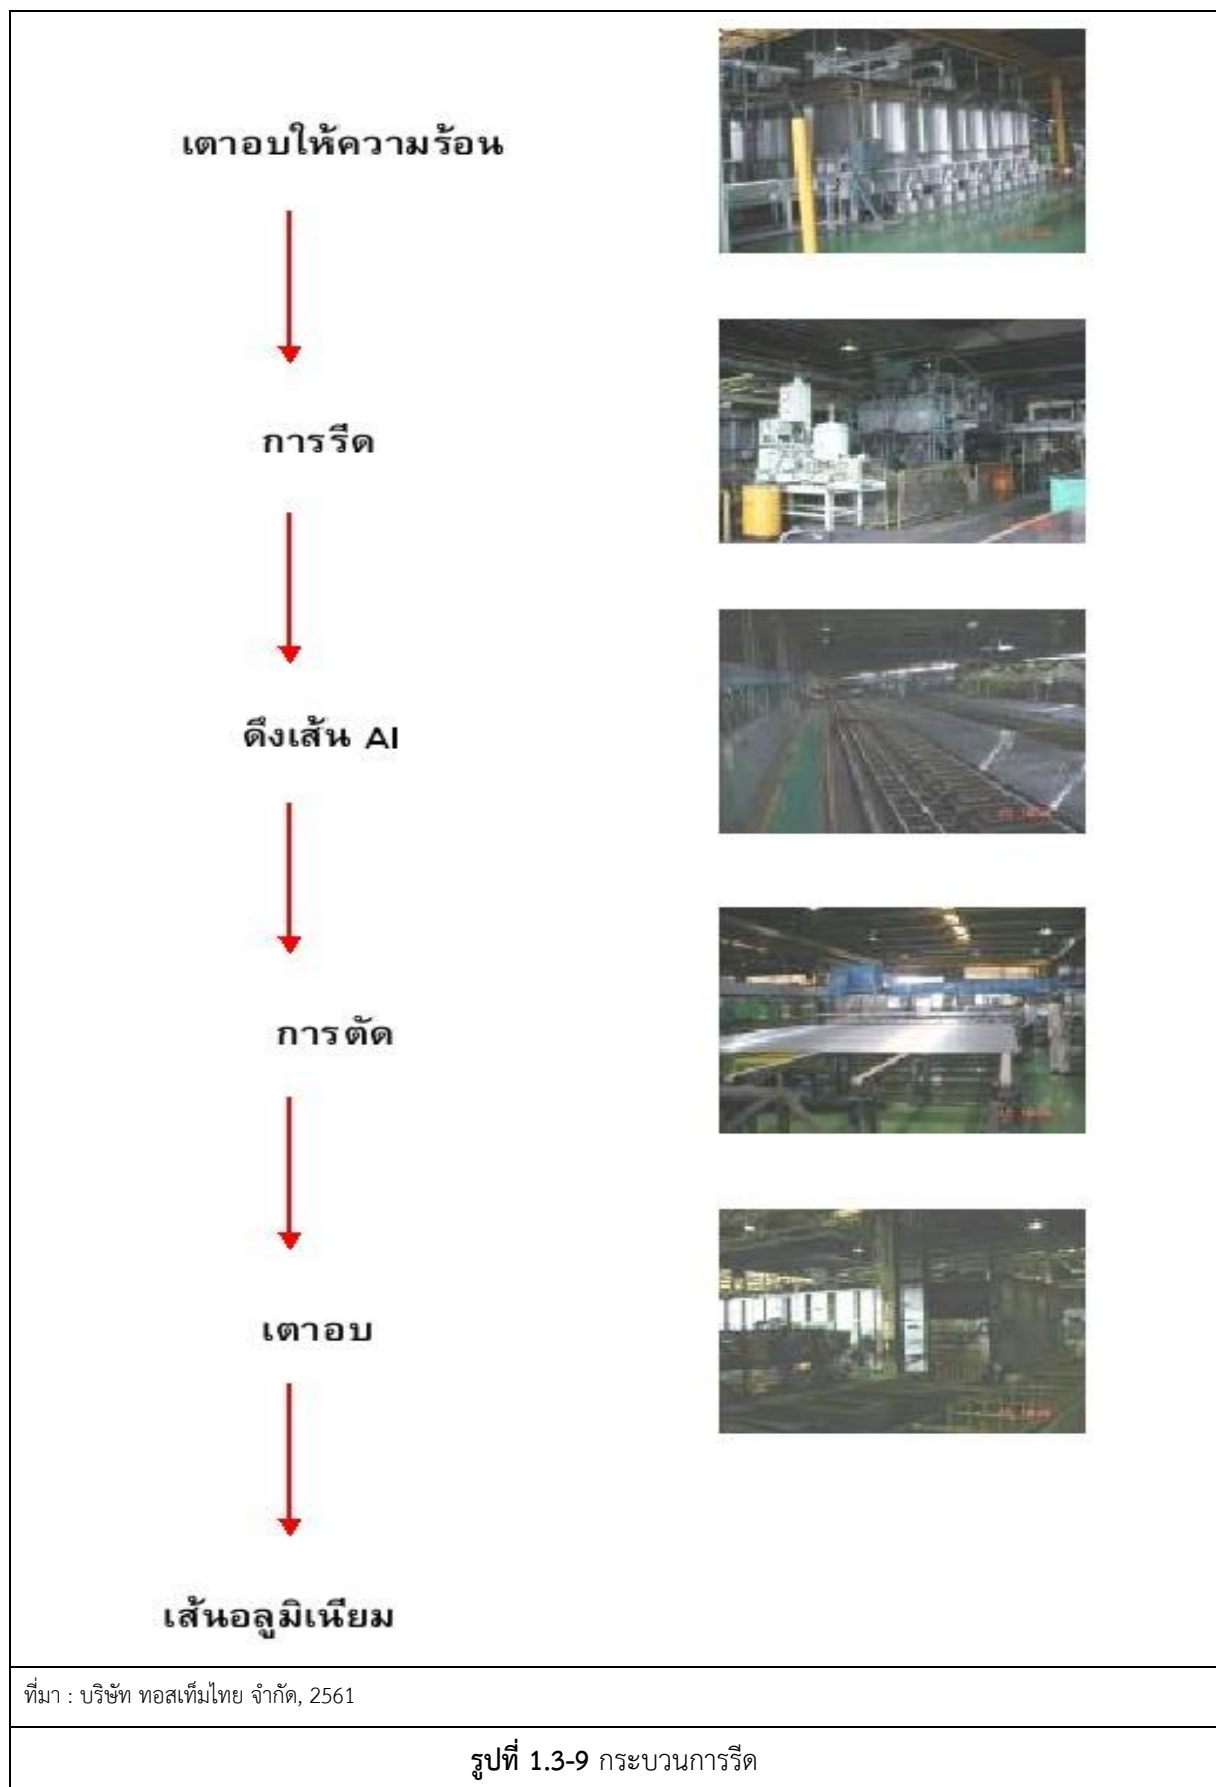 เตาอบให้ความร้อน
การรีด
ดึงเส้น Al
การตัด
เตาอบ
เส้นอลูมิเนียม
ที่มา : บริษัท ทอสเท็มไทย จำกัด, 2561
รูปที่ 1.3-9 กระบวนการรีด